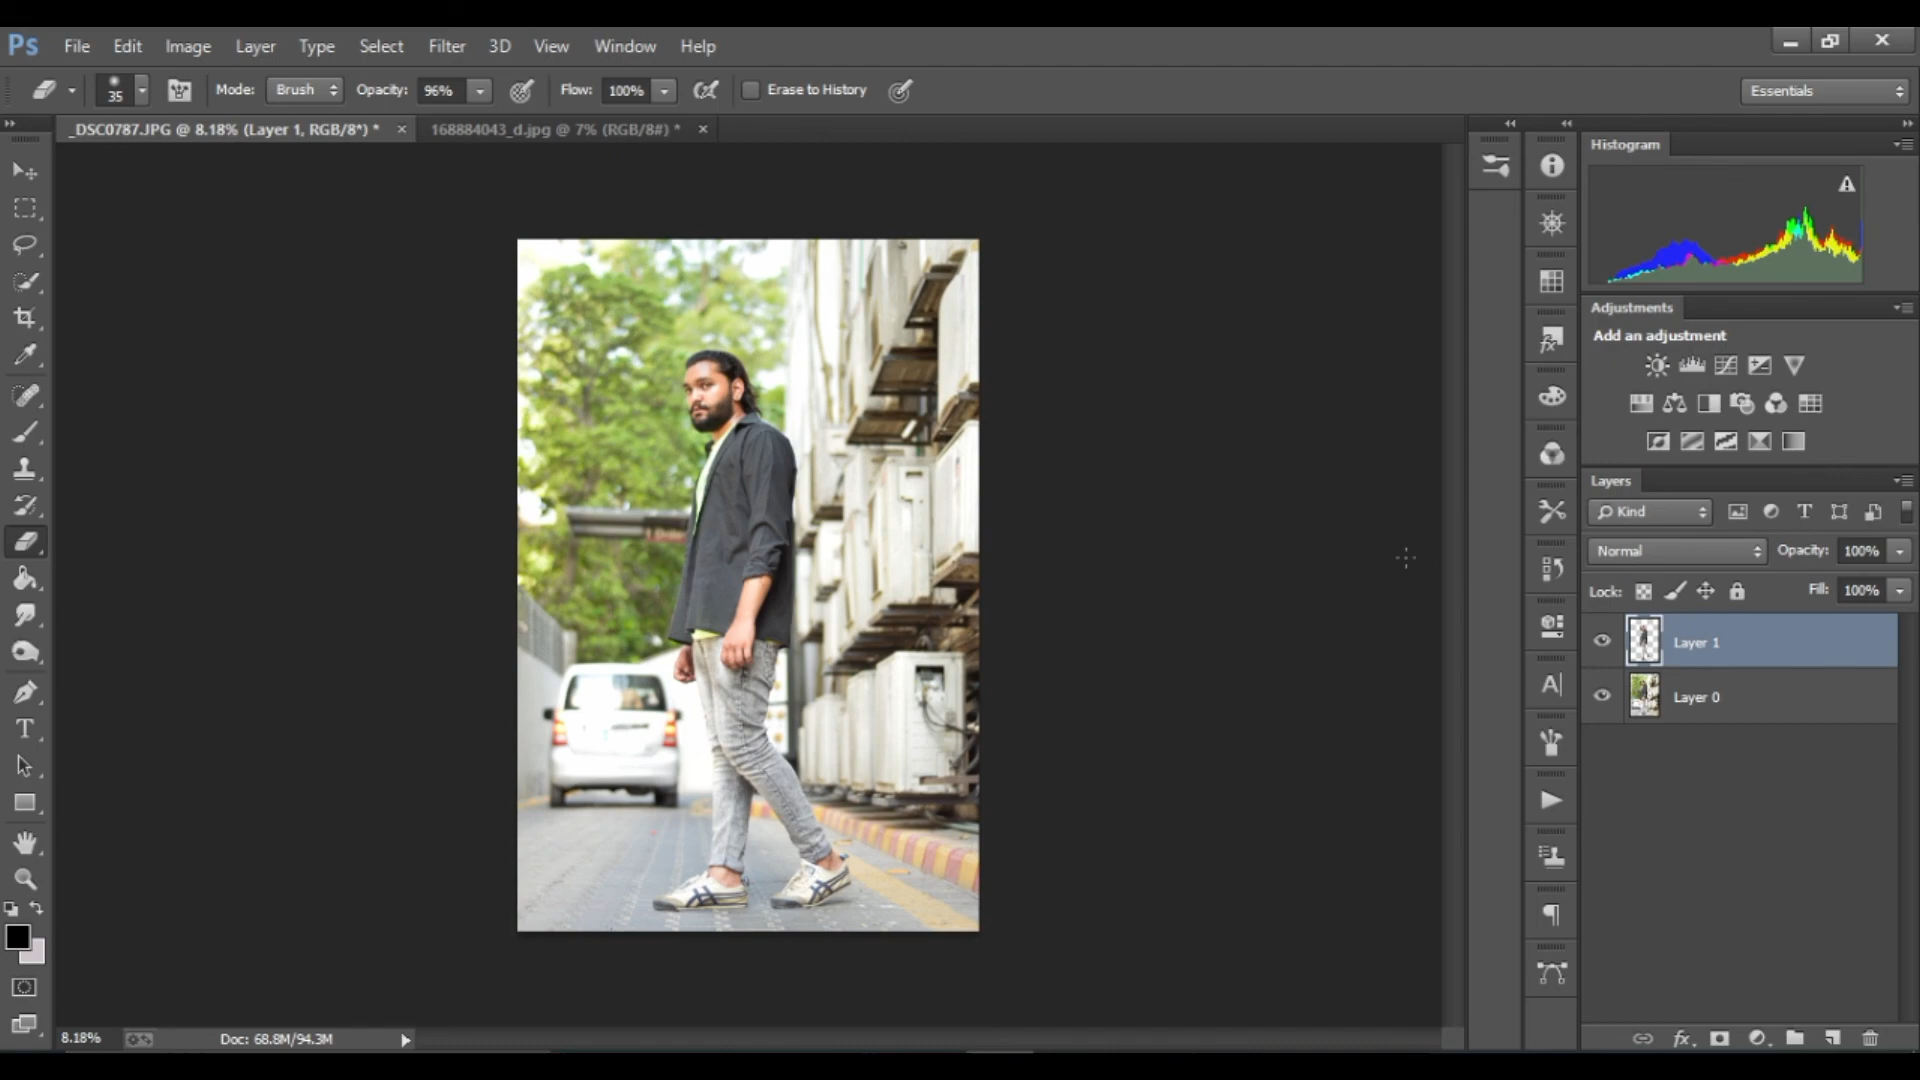 Ps File Edit Image Layer Type Select Filter 3D View Window Help
35 Mode: Brush Opacity: 96% Flow: 100% Erase to History Essentials
_DSC0787.JPG @ 8.18% (Layer 1, RGB/8*) * × 168884043_d.jpg @ 7% (RGB/8#) * ×
Histogram
Adjustments
Add an adjustment
Layers
Kind
Normal Opacity: 100%
Lock: Fill: 100%
Layer 1
Layer 0
8.18% Doc: 68.8M/94.3M